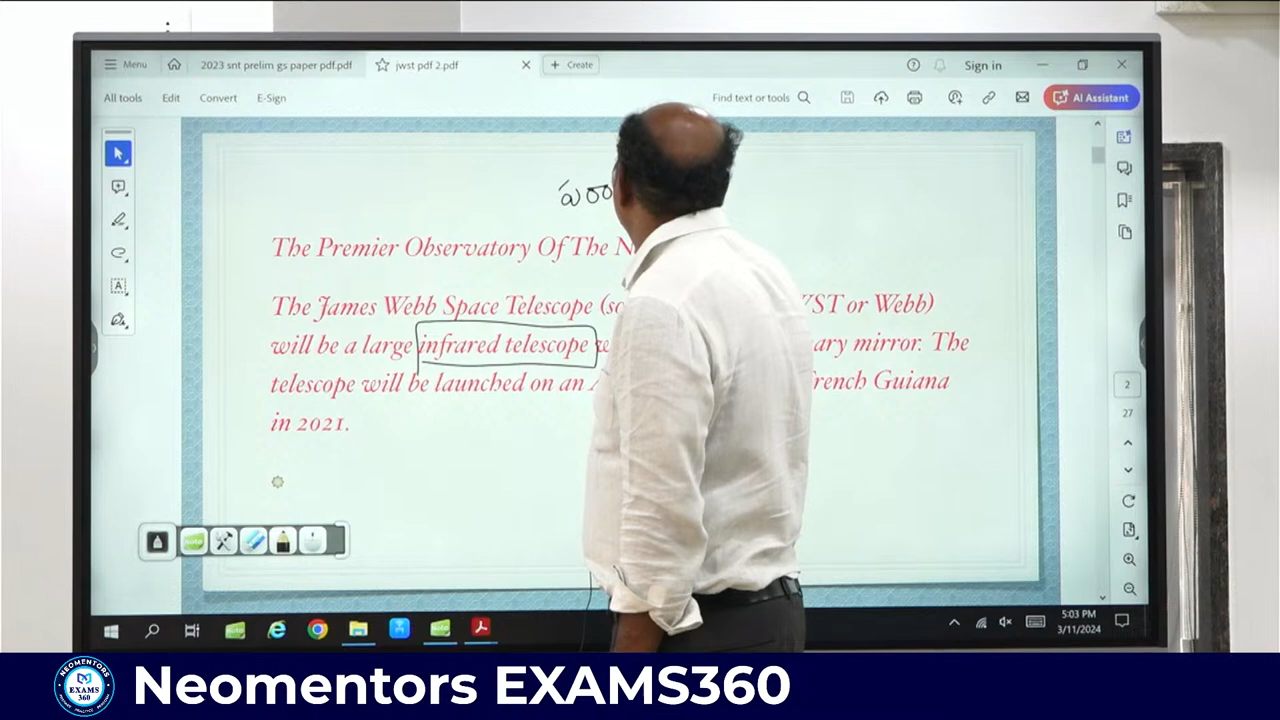 Menu
2023 snt prelim gs paper pdf.pdf
jwst pdf 2.pdf
Create
Sign in
All tools
Edit
Convert
E-Sign
Find text or tools
AI Assistant
The Premier Observatory Of The
The James Webb Space Telescope or Webb)
will be a large infrared telescope mirror. The
telescope will be launched on an French Guiana
in 2021.
2
27
5:03 PM
3/11/2024
NEOMENTORS
EXAMS
360
Neomentors EXAMS360